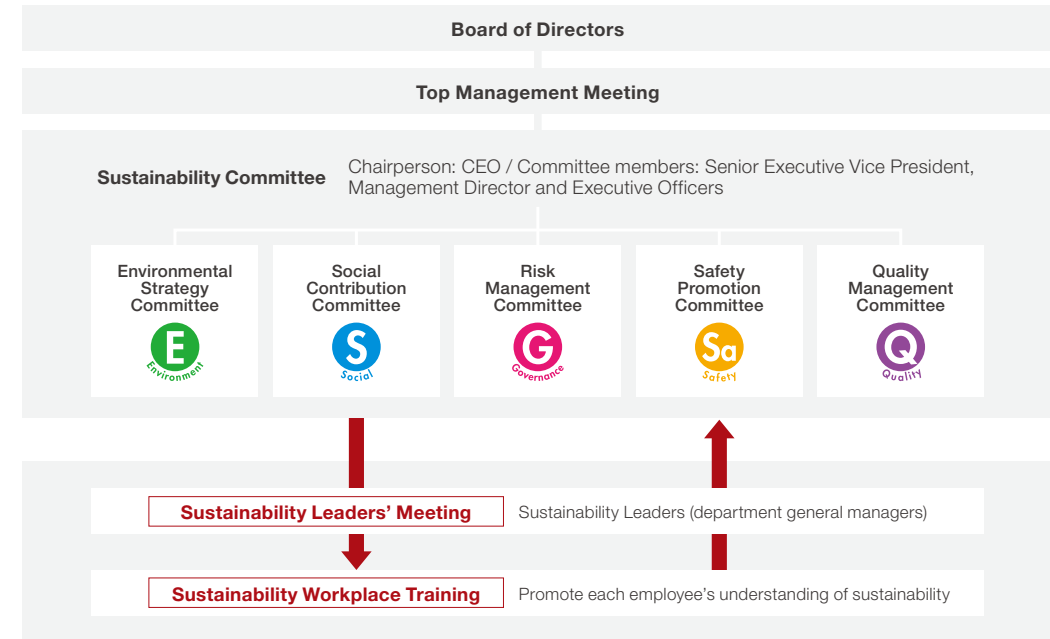 Board of Directors
Top Management Meeting
Sustainability Committee
Chairperson: CEO / Committee members: Senior Executive Vice President,
Management Director and Executive Officers
Environmental
Strategy
Committee
E
Environment
Social
Contribution
Committee
S
Social
Risk
Management
Committee
G
Governance
Safety
Promotion
Committee
Sa
Safety
Quality
Management
Committee
Q
Quality
Sustainability Leaders’ Meeting
Sustainability Leaders (department general managers)
Sustainability Workplace Training
Promote each employee’s understanding of sustainability